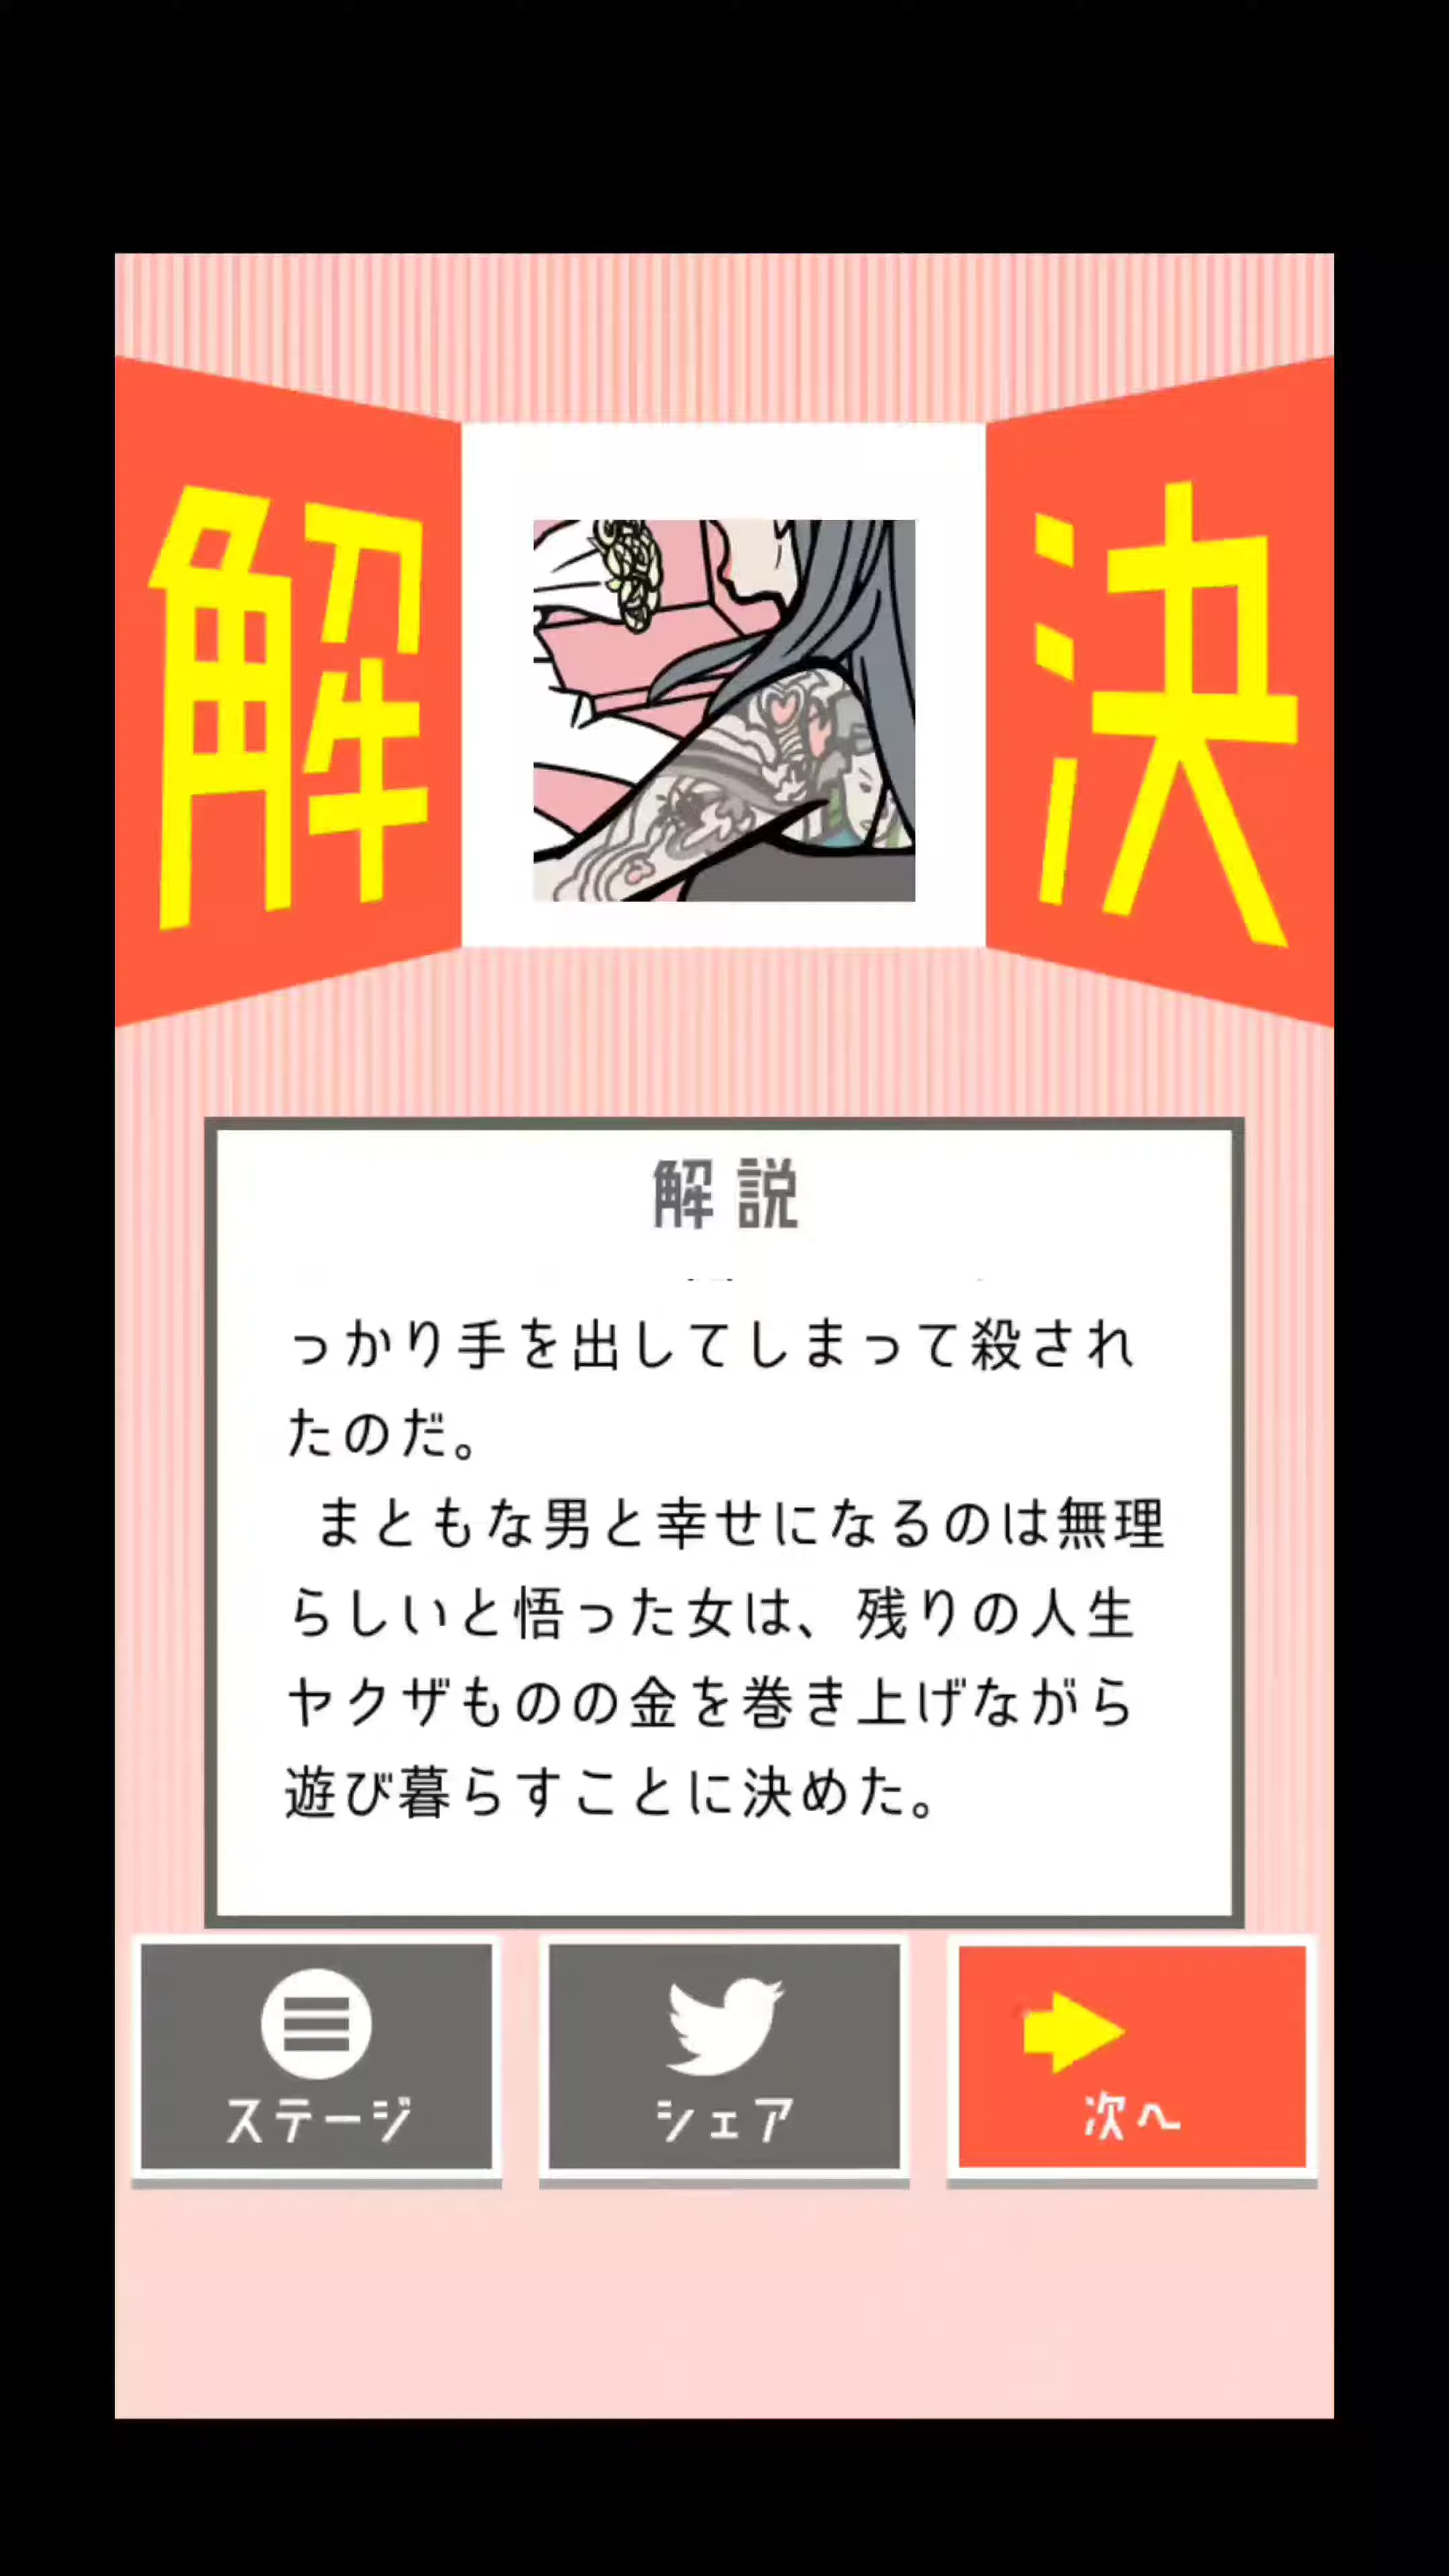 解決
解説
っかり手を出してしまって殺され
たのだ。
まともな男と幸せになるのは無理
らしいと悟った女は、残りの人生
ヤクザものの金を巻き上げながら
遊び暮らすことに決めた。
ステージ
シェア
次へ